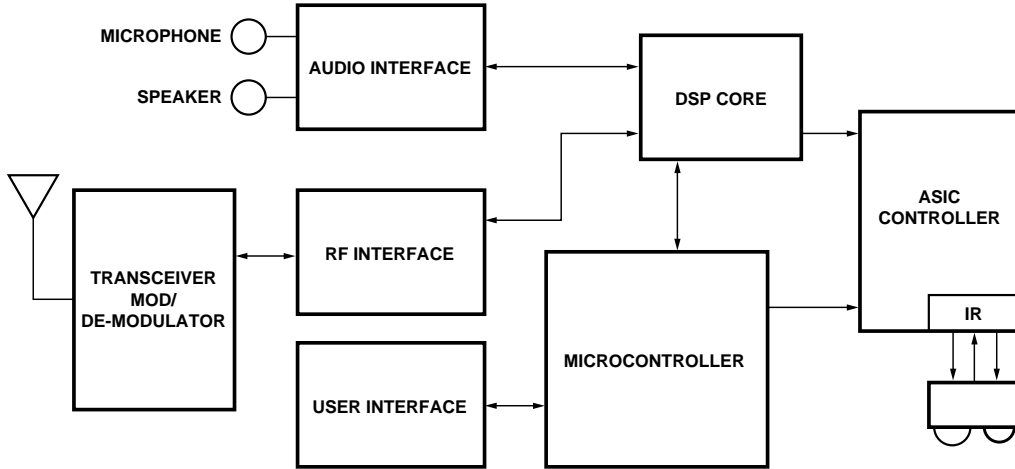 MICROPHONE
SPEAKER
AUDIO INTERFACE
DSP CORE
ASIC
CONTROLLER
TRANSCEIVER
MOD/
DE-MODULATOR
RF INTERFACE
IR
MICROCONTROLLER
USER INTERFACE